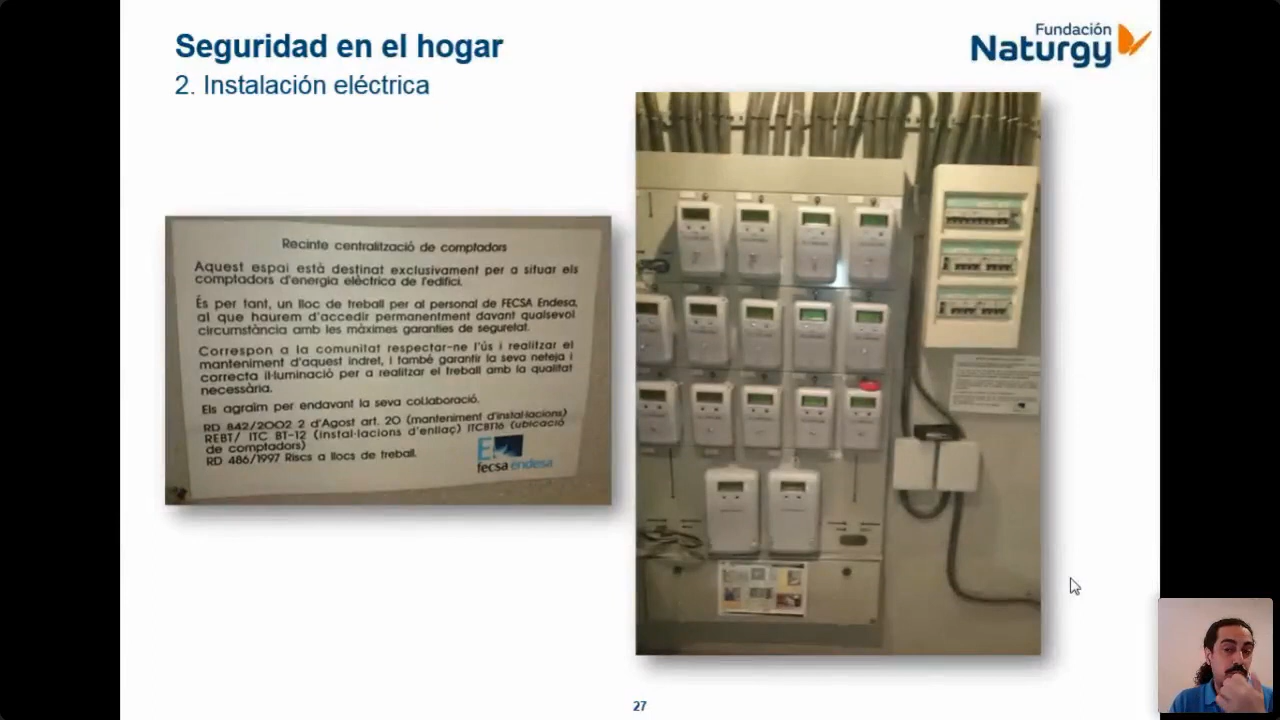 Seguridad en el hogar
2. Instalación eléctrica
Fundación
Naturgy
Recinte centralització de comptadors
Aquest espai està destinat exclusivament per a situar els
comptadors d'energia elèctrica de l'edifici.
És per tant, un lloc de treball per al personal de FECSA Endesa,
al que haurem d'accedir permanentment davant qualsevol
circumstància amb les màximes garanties de seguretat.
Correspon a la comunitat respectar-ne l'ús i realitzar el
manteniment d'aquest indret, i també garantir la seva neteja i
correcta il·luminació per a realitzar el treball amb la qualitat
necessària.
Els agraïm per endavant la seva col·laboració.
RD 842/2002 2 d'Agost art. 20 (manteniment d'instal·lacions)
REBT/ ITC BT-12 (instal·lacions d'enllaç) ITCBT16 (ubicació
de comptadors)
RD 486/1997 Riscs a llocs de treball.
fecsa endesa
27